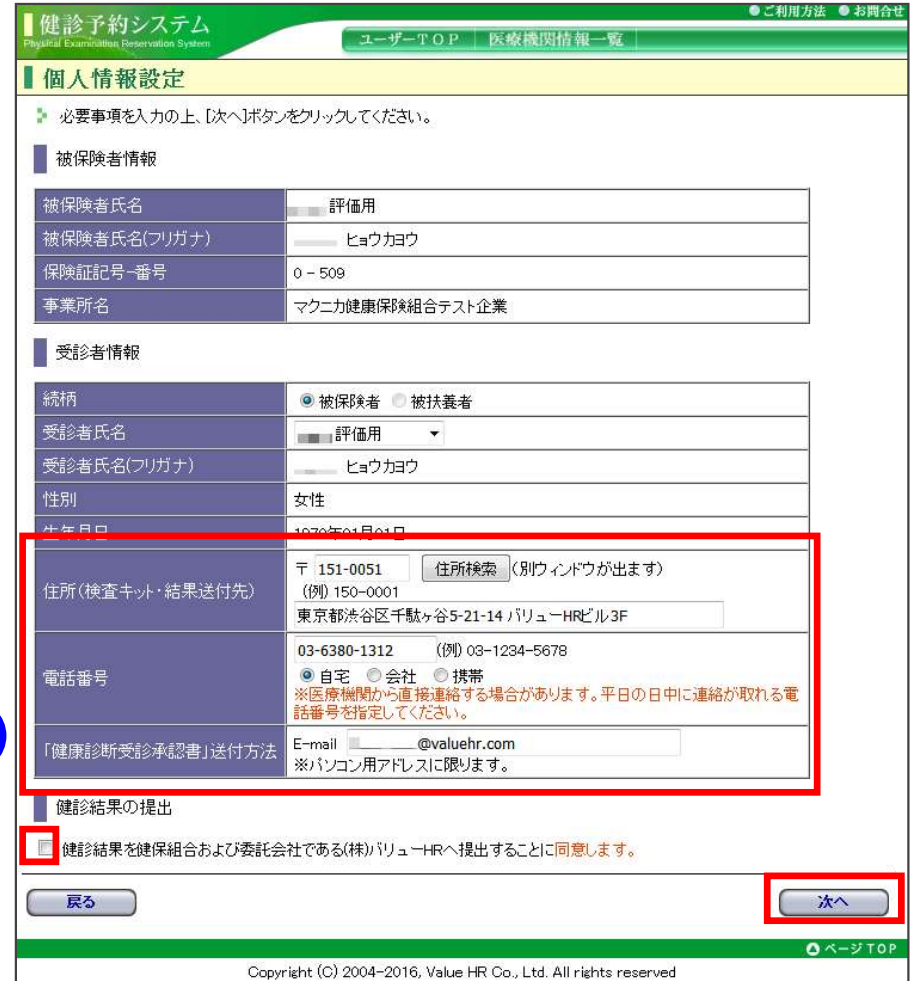 ●ご利用方法 ●お問合せ
健診予約システム
Physical Examination Reservation System
ユーザーTOP 医療機関情報一覧
個人情報設定
必要事項を入力の上、[次へ]ボタンをクリックしてください。
被保険者情報
被保険者氏名 評価用
被保険者氏名(フリガナ) ヒョウカヨウ
保険証記号-番号 0 - 509
事業所名 マクニカ健康保険組合テスト企業
受診者情報
続柄 被保険者 被扶養者
受診者氏名 評価用
受診者氏名(フリガナ) ヒョウカヨウ
性別 女性
生年月日 1970年01月01日
住所(検査キット・結果送付先)
〒 151-0051 住所検索 (別ウィンドウが出ます)
(例) 150-0001
東京都渋谷区千駄ヶ谷5-21-14 バリューHRビル3F
電話番号
03-6380-1312 (例) 03-1234-5678
自宅 会社 携帯
※医療機関から直接連絡する場合があります。平日の日中に連絡が取れる電
話番号を指定してください。
「健康診断受診承認書」送付方法
E-mail @valuehr.com
※パソコン用アドレスに限ります。
健診結果の提出
健診結果を健保組合および委託会社である(株)バリューHRへ提出することに同意します。
戻る 次へ
ページTOP
Copyright (C) 2004-2016, Value HR Co., Ltd. All rights reserved